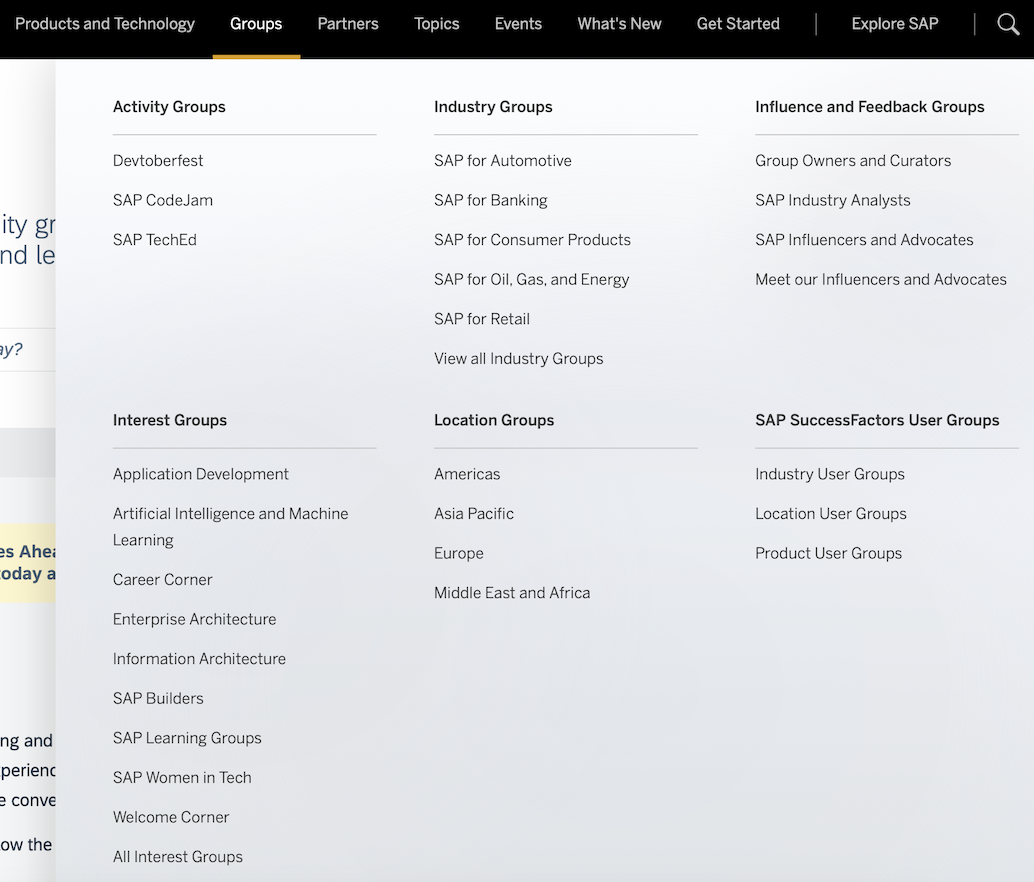 Products and Technology
Groups
Partners
Topics
Events
What's New
Get Started
Explore SAP
Activity Groups
Devtoberfest
SAP CodeJam
SAP TechEd
Industry Groups
SAP for Automotive
SAP for Banking
SAP for Consumer Products
SAP for Oil, Gas, and Energy
SAP for Retail
View all Industry Groups
Influence and Feedback Groups
Group Owners and Curators
SAP Industry Analysts
SAP Influencers and Advocates
Meet our Influencers and Advocates
Interest Groups
Application Development
Artificial Intelligence and Machine
Learning
Career Corner
Enterprise Architecture
Information Architecture
SAP Builders
SAP Learning Groups
SAP Women in Tech
Welcome Corner
All Interest Groups
Location Groups
Americas
Asia Pacific
Europe
Middle East and Africa
SAP SuccessFactors User Groups
Industry User Groups
Location User Groups
Product User Groups
ity gr
nd le
ay?
es Ahea
today a
ng and
xperienc
e conve
ow the